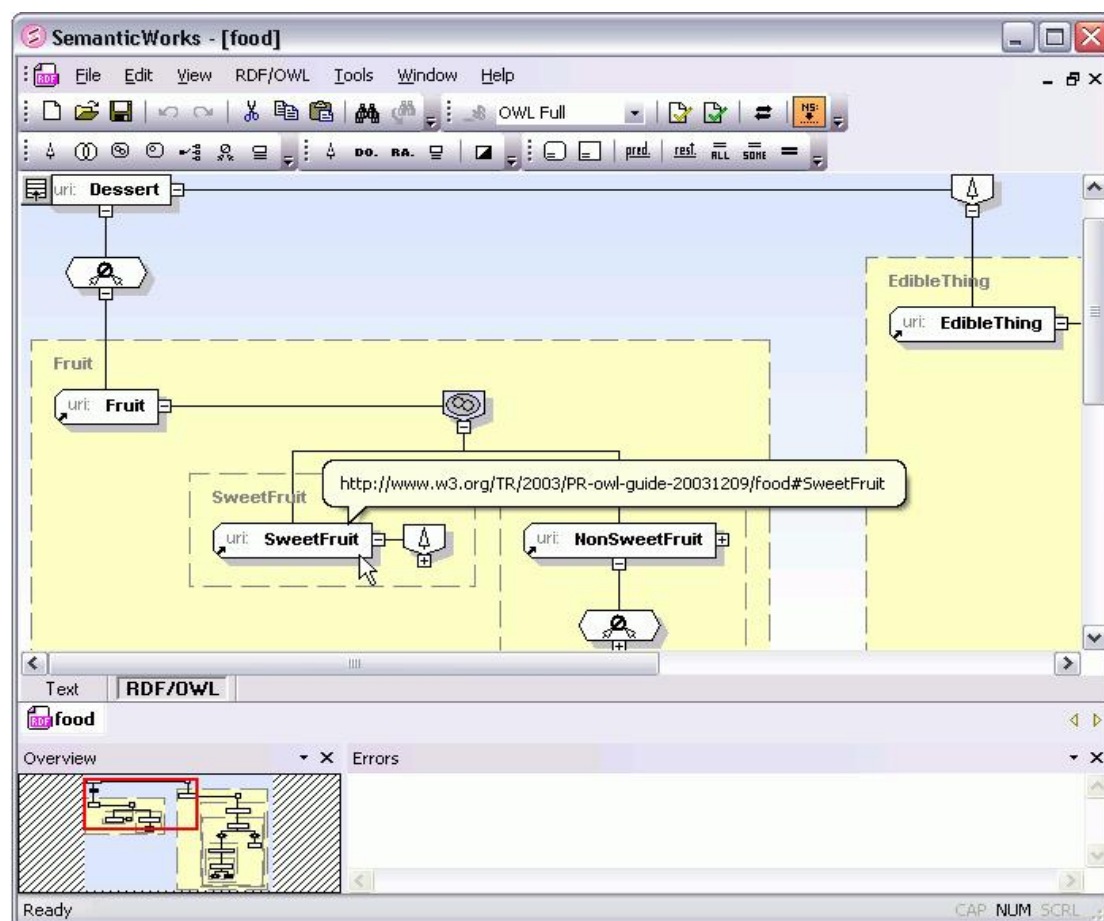 SemanticWorks - [food]
File Edit View RDF/OWL Tools Window Help
OWL Full NS:
DO. RA. pred. rest. ALL SOME
uri: Dessert
EdibleThing
uri: EdibleThing
Fruit
uri: Fruit
http://www.w3.org/TR/2003/PR-owl-guide-20031209/food#SweetFruit
SweetFruit
uri: SweetFruit
uri: NonSweetFruit
Text RDF/OWL
RDF food
Overview Errors
Ready CAP NUM SCRL